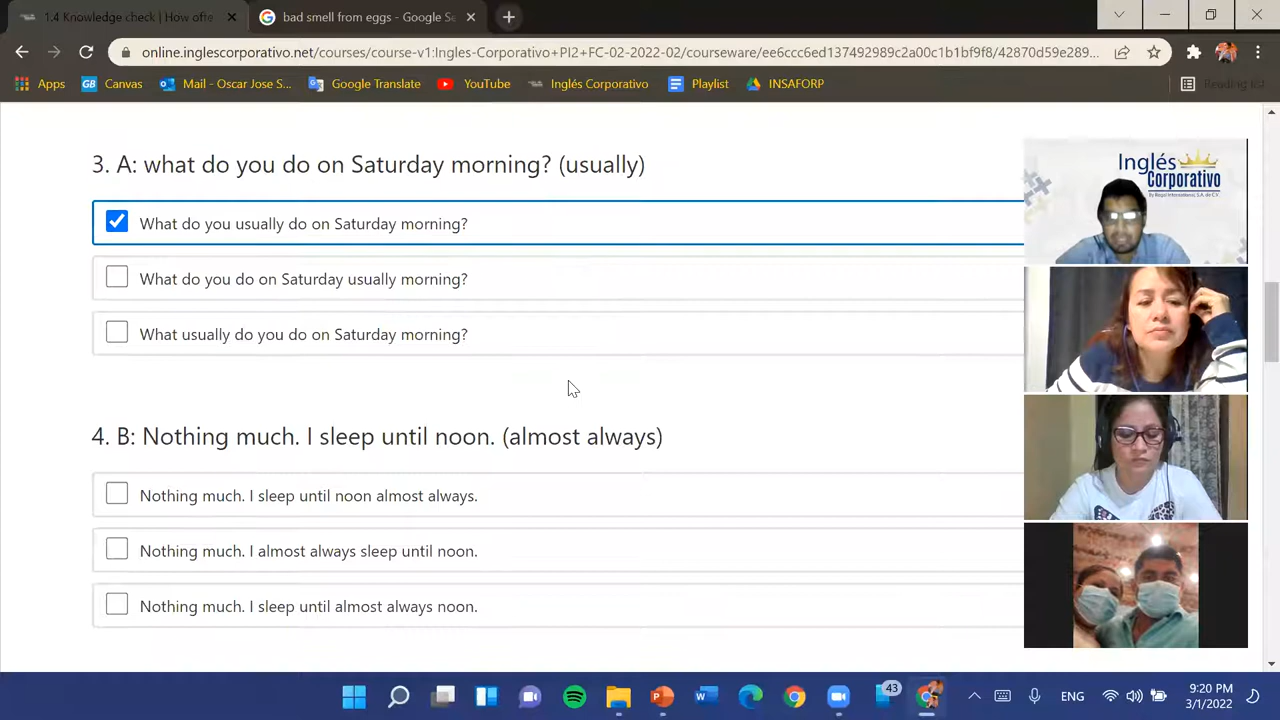 1.4 Knowledge check | How ofte
bad smell from eggs - Google Se
online.inglescorporativo.net/courses/course-v1:Ingles-Corporativo+PI2+FC-02-2022-02/courseware/ee6ccc6ed137492989c2a00c1b1bf9f8/42870d59e289...
Apps
Canvas
Mail - Oscar Jose S...
Google Translate
YouTube
Inglés Corporativo
Playlist
INSAFORP
Reading list
3. A: what do you do on Saturday morning? (usually)
What do you usually do on Saturday morning?
What do you do on Saturday usually morning?
What usually do you do on Saturday morning?
4. B: Nothing much. I sleep until noon. (almost always)
Nothing much. I sleep until noon almost always.
Nothing much. I almost always sleep until noon.
Nothing much. I sleep until almost always noon.
Inglés
Corporativo
43
ENG
9:20 PM
3/1/2022